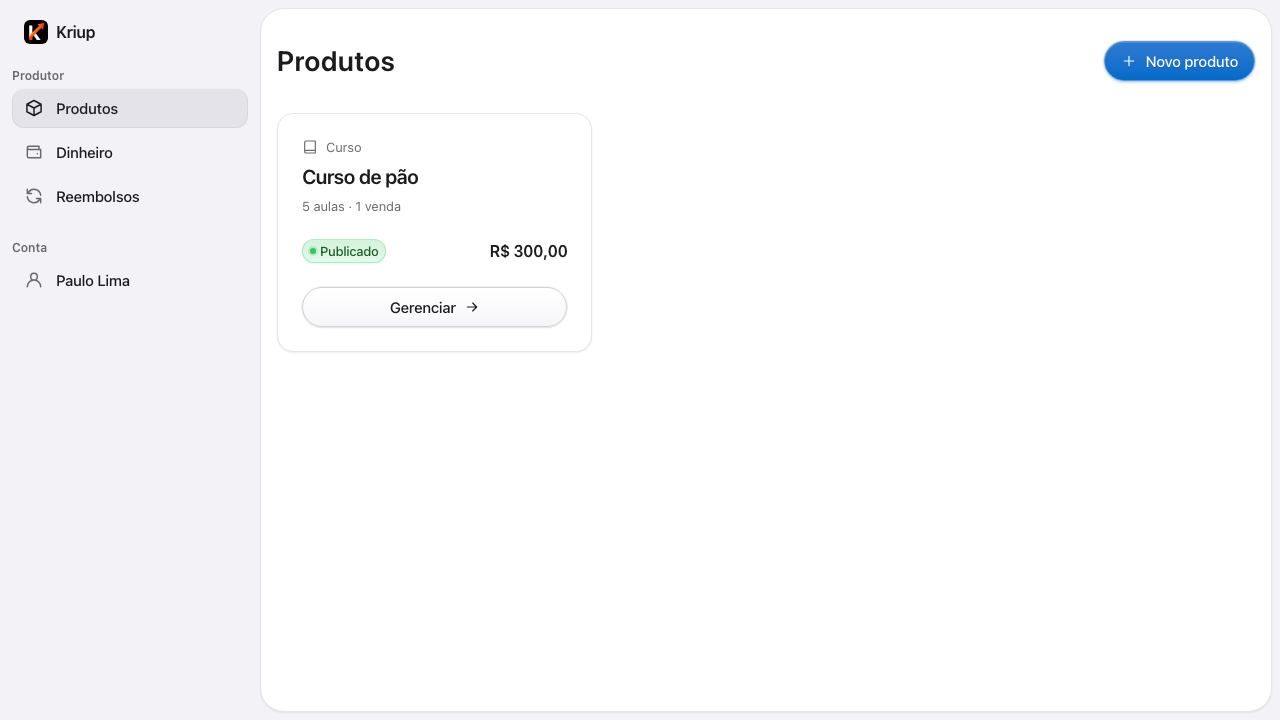 Kriup
Produtor
Produtos
Dinheiro
Reembolsos
Conta
Paulo Lima
Produtos
Novo produto
Curso
Curso de pão
5 aulas · 1 venda
Publicado
R$ 300,00
Gerenciar →